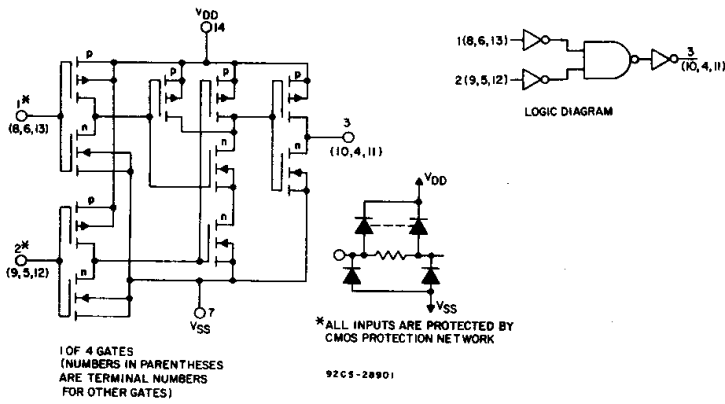 VDD
14
p
p
p
p
1*
(8,6,13)
n
n
n
3
(10,4,11)
p
2*
(9,5,12)
n
n
7
VSS
1 OF 4 GATES
(NUMBERS IN PARENTHESES
ARE TERMINAL NUMBERS
FOR OTHER GATES)
1(8,6,13)
2(9,5,12)
3
(10,4,11)
LOGIC DIAGRAM
VDD
VSS
*ALL INPUTS ARE PROTECTED BY
CMOS PROTECTION NETWORK
92CS-28901